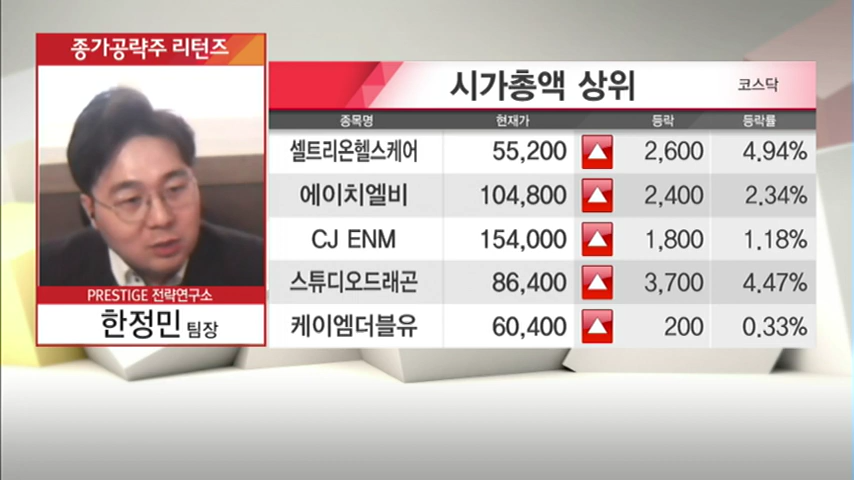 종가공략주 리턴즈
PRESTIGE 전략연구소
한정민 팀장
시가총액 상위 코스닥
종목명 현재가 등락 등락률
셀트리온헬스케어 55,200 2,600 4.94%
에이치엘비 104,800 2,400 2.34%
CJ ENM 154,000 1,800 1.18%
스튜디오드래곤 86,400 3,700 4.47%
케이엠더블유 60,400 200 0.33%